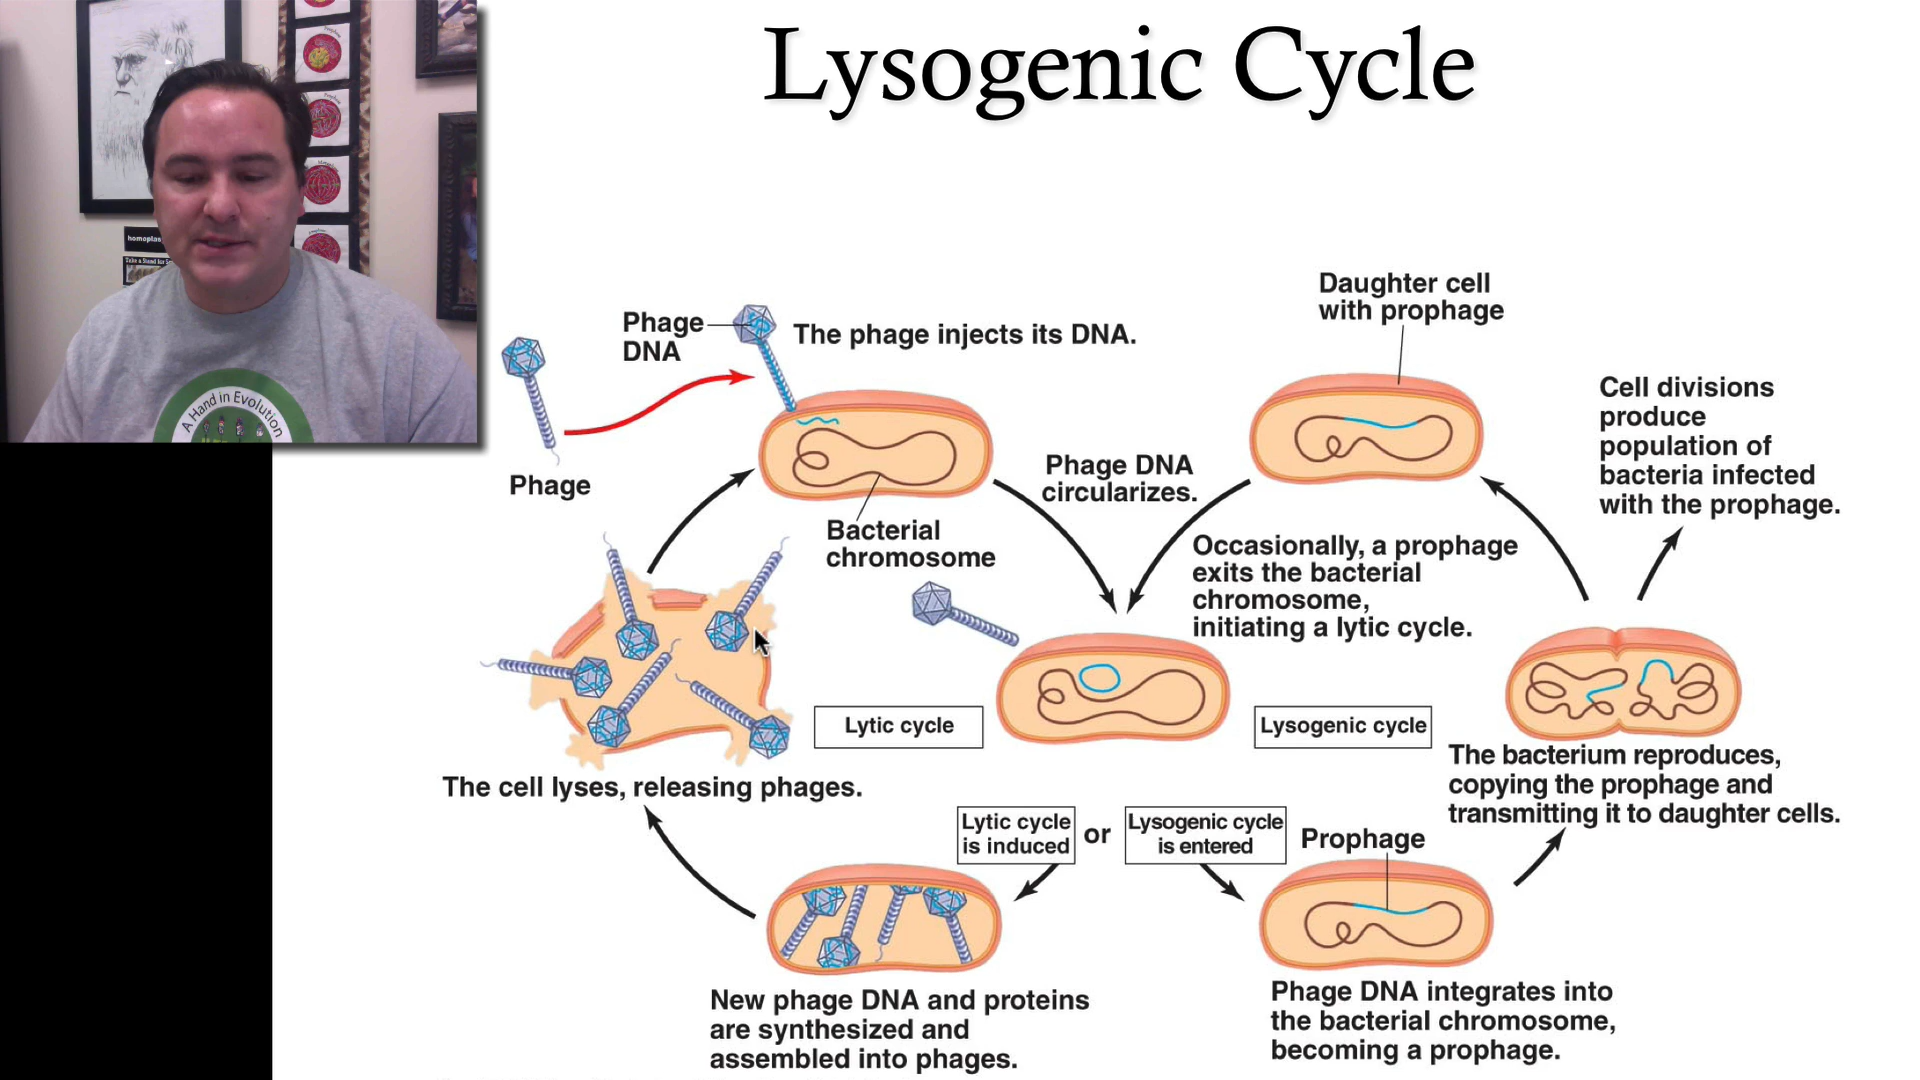 Lysogenic Cycle
homoplas
Take a Stand for
A Hand in Evolution
Phage
DNA
The phage injects its DNA.
Phage
Bacterial
chromosome
Phage DNA
circularizes.
Daughter cell
with prophage
Cell divisions
produce
population of
bacteria infected
with the prophage.
Occasionally, a prophage
exits the bacterial
chromosome,
initiating a lytic cycle.
Lytic cycle
Lysogenic cycle
The cell lyses, releasing phages.
The bacterium reproduces,
copying the prophage and
transmitting it to daughter cells.
Lytic cycle
is induced
or
Lysogenic cycle
is entered
Prophage
New phage DNA and proteins
are synthesized and
assembled into phages.
Phage DNA integrates into
the bacterial chromosome,
becoming a prophage.